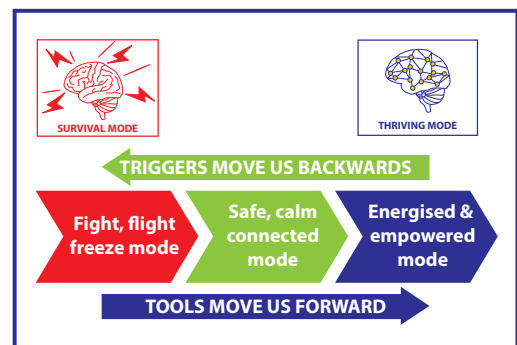 SURVIVAL MODE
THRIVING MODE
TRIGGERS MOVE US BACKWARDS
Fight, flight
freeze mode
Safe, calm
connected
mode
Energised &
empowered
mode
TOOLS MOVE US FORWARD